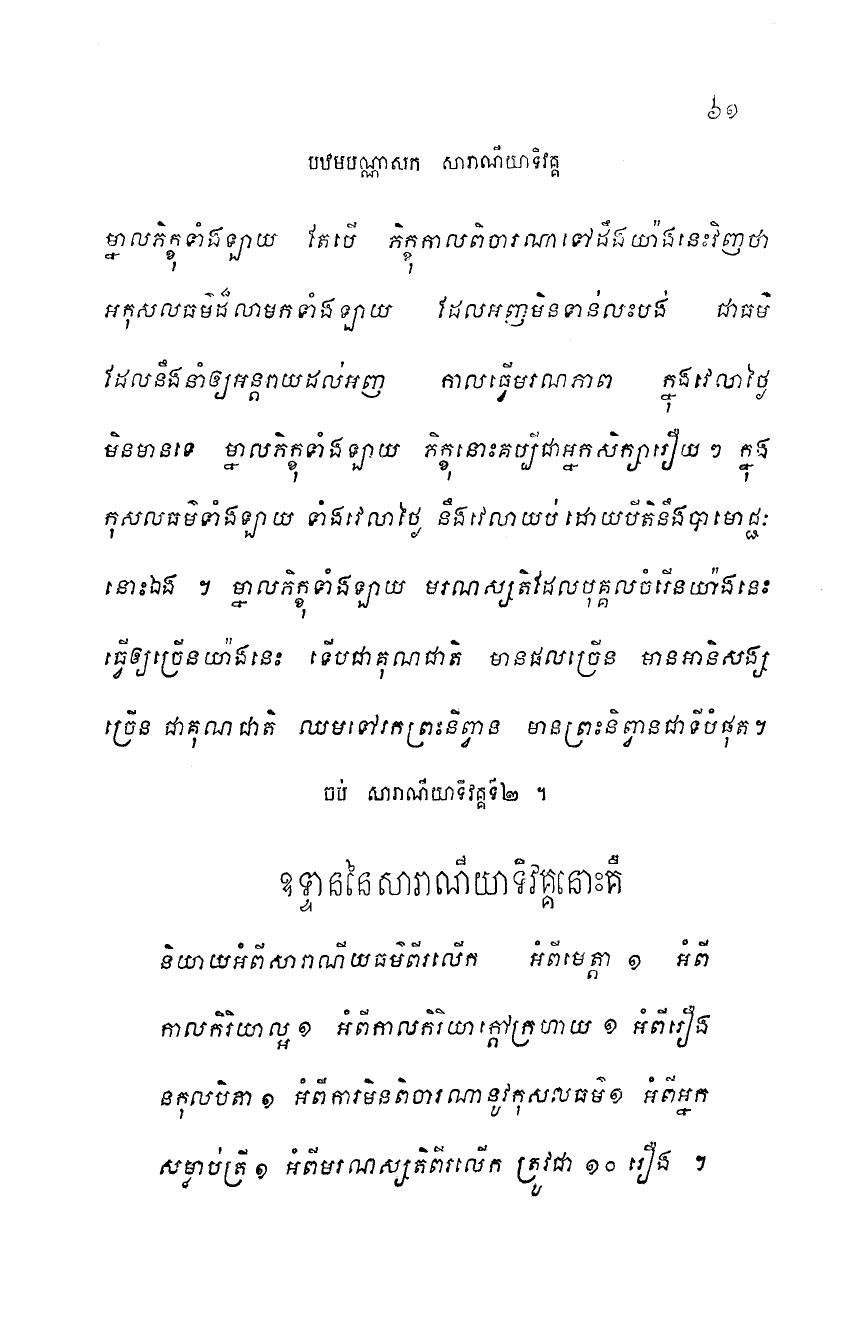 ៦១
បឋមបណ្ណាសក សារាណីយាទិវគ្គ
ម្នាលភិក្ខុទាំងឡាយ តែបើ ភិក្ខុកាលពិចារណាទៅដឹងយ៉ាងនេះវិញថា
អកុសលធម៌ដ៏លាមកទាំងឡាយ ដែលអញមិនទាន់លះបង់ ជាធម៌
ដែលនឹងនាំឲ្យអន្តរាយដល់អញ កាលធ្វើមរណភាព ក្នុងវេលាថ្ងៃ
មិនមានទេ ម្នាលភិក្ខុទាំងឡាយ ភិក្ខុនោះគប្បីជាអ្នកសិក្សារឿយ ៗ ក្នុង
កុសលធម៌ទាំងឡាយ ទាំងវេលាថ្ងៃ នឹងវេលាយប់ ដោយបីតិនឹងបាមោជ្ជៈ
នោះឯង ។ ម្នាលភិក្ខុទាំងឡាយ មរណស្សតិដែលបុគ្គលចំរើនយ៉ាងនេះ
ធ្វើឲ្យច្រើនយ៉ាងនេះ ទើបជាគុណជាតិ មានផលច្រើន មានអានិសង្ស
ច្រើន ជាគុណជាតិ ឈមទៅរកព្រះនិព្វាន មានព្រះនិព្វានជាទីបំផុត។
ចប់ សារាណីយាទិវគ្គទី២ ។
ឧទ្ទាននៃសារាណីយាទិវគ្គនោះគឺ
និយាយអំពីសារាណីយធម៌ពីរលើក អំពីមេត្តា ១ អំពី
កាលកិរិយាល្អ ១ អំពីកាលកិរិយាក្តៅក្រហាយ ១ អំពីរឿង
នកុលបិតា ១ អំពីការមិនពិចារណានូវកុសលធម៌១ អំពីអ្នក
សម្លាប់ត្រី ១ អំពីមរណស្សតិពីរលើក ត្រូវជា ១០ រឿង ។